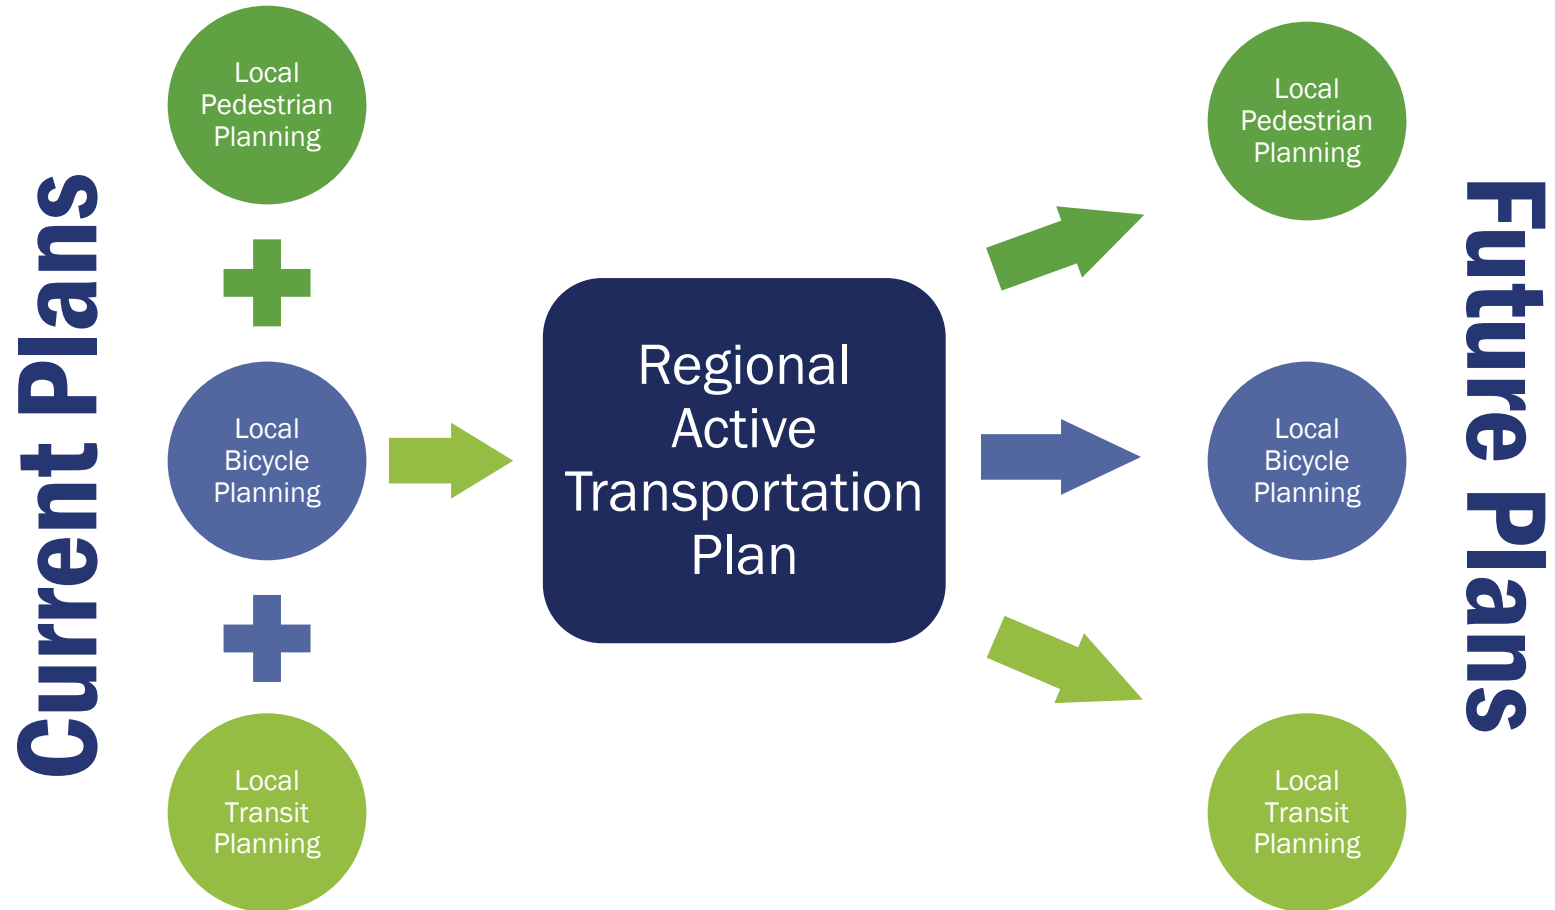 Current Plans
Local
Pedestrian
Planning
Local
Bicycle
Planning
Local
Transit
Planning
Regional
Active
Transportation
Plan
Local
Pedestrian
Planning
Local
Bicycle
Planning
Local
Transit
Planning
Future Plans